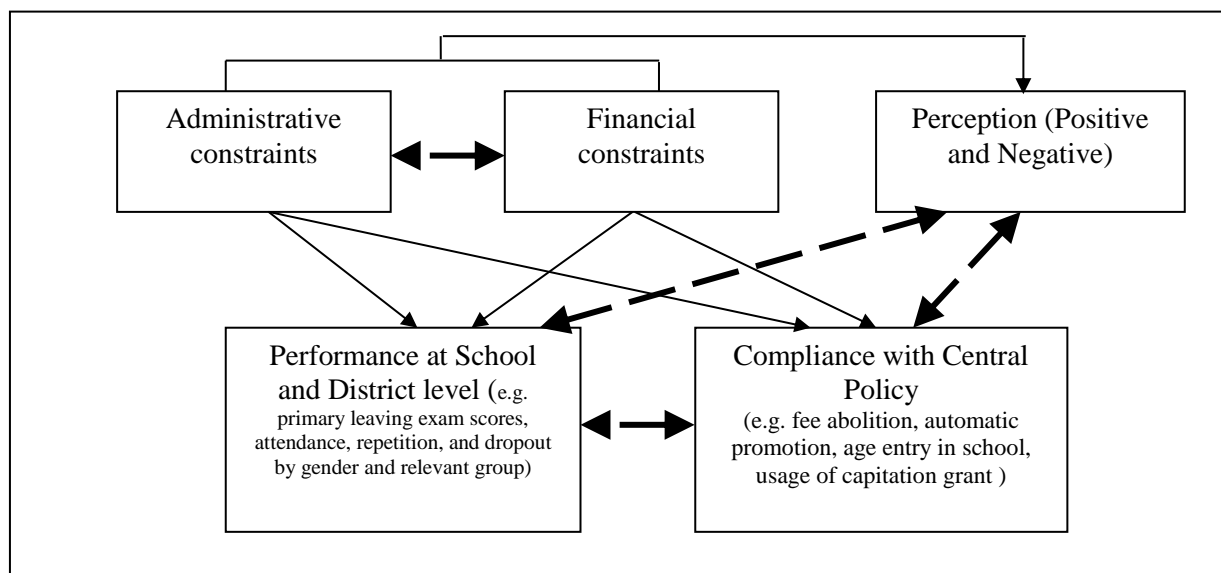 Administrative
constraints
Financial
constraints
Perception (Positive
and Negative)
Performance at School
and District level (e.g.
primary leaving exam scores,
attendance, repetition, and dropout
by gender and relevant group)
Compliance with Central
Policy
(e.g. fee abolition, automatic
promotion, age entry in school,
usage of capitation grant )